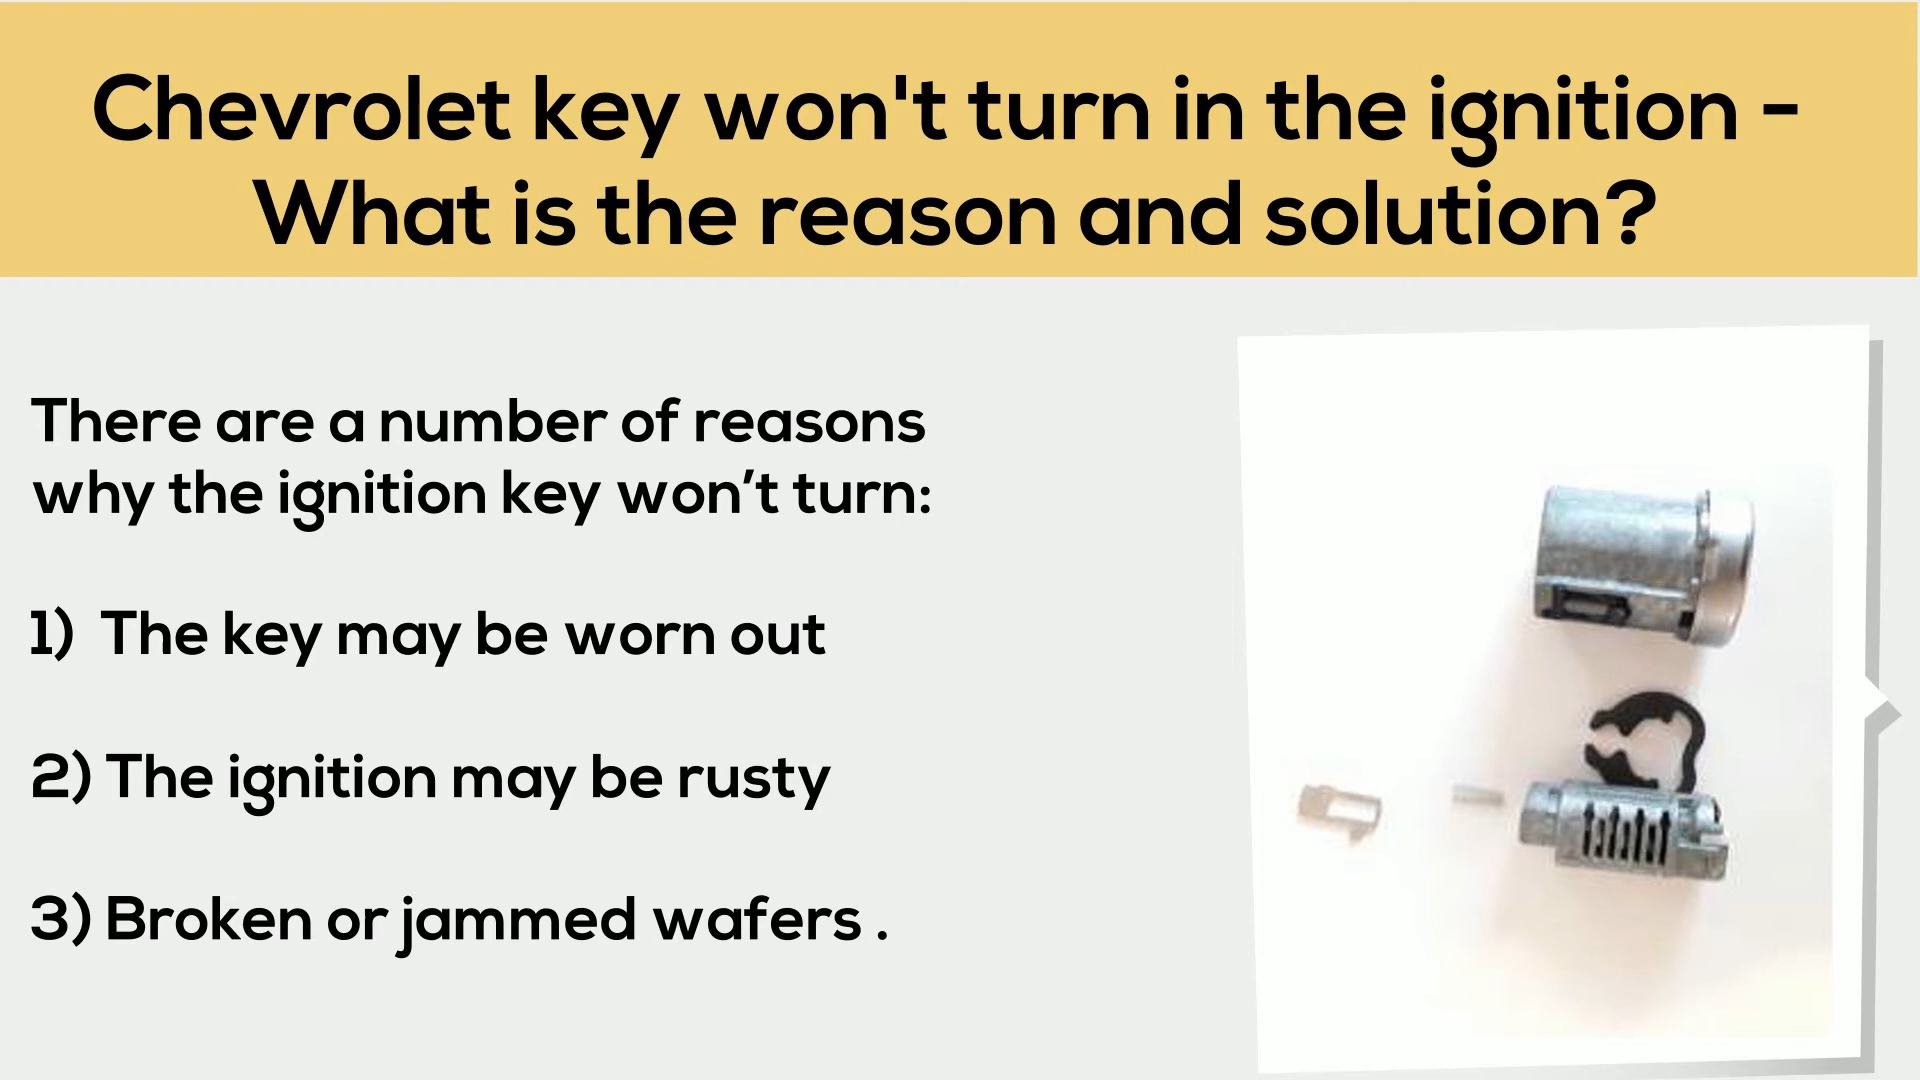 Chevrolet key won't turn in the ignition -
What is the reason and solution?
There are a number of reasons
why the ignition key won’t turn:
1) The key may be worn out
2) The ignition may be rusty
3) Broken or jammed wafers .